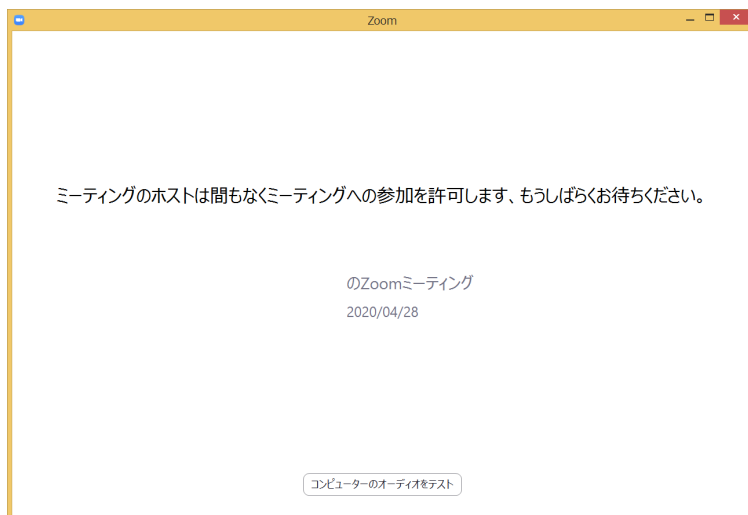 Zoom
ミーティングのホストは間もなくミーティングへの参加を許可します、もうしばらくお待ちください。
のZoomミーティング
2020/04/28
コンピューターのオーディオをテスト